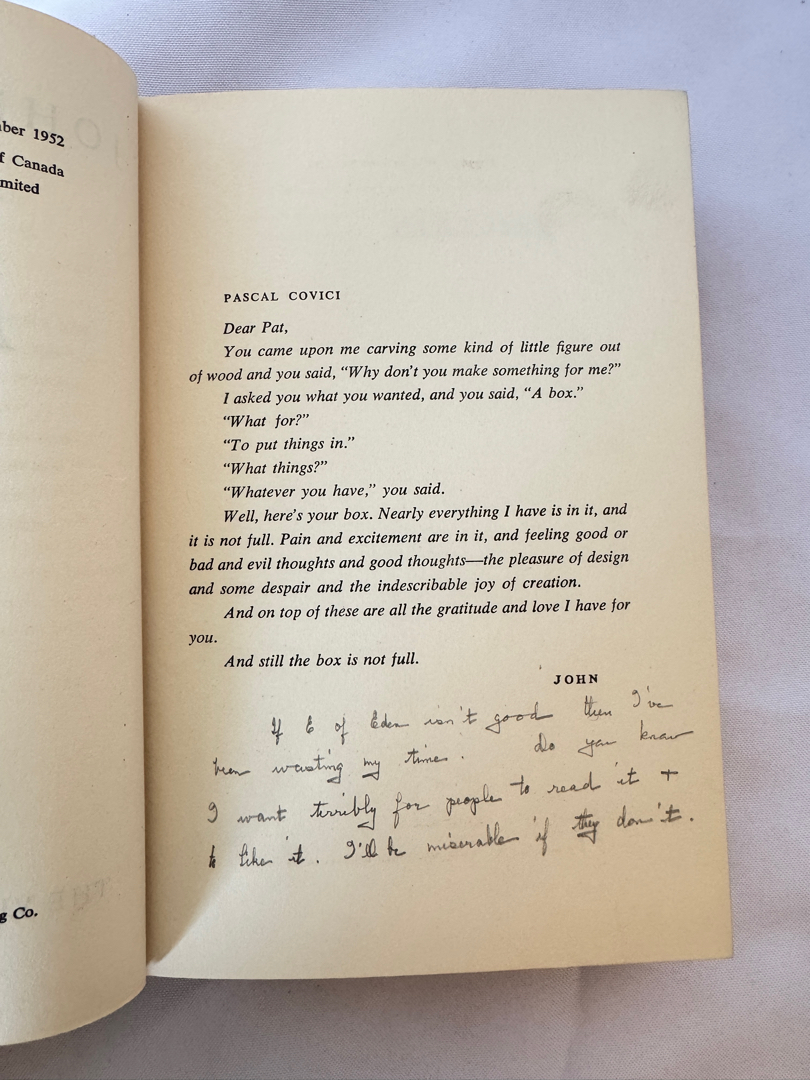 ber 1952
f Canada
mited
g Co.
PASCAL COVICI
Dear Pat,
You came upon me carving some kind of little figure out
of wood and you said, “Why don’t you make something for me?”
I asked you what you wanted, and you said, “A box.”
“What for?”
“To put things in.”
“What things?”
“Whatever you have,” you said.
Well, here’s your box. Nearly everything I have is in it, and
it is not full. Pain and excitement are in it, and feeling good or
bad and evil thoughts and good thoughts—the pleasure of design
and some despair and the indescribable joy of creation.
And on top of these are all the gratitude and love I have for
you.
And still the box is not full.
JOHN
If E of Eden isn't good then I've
been wasting my time. Do you know
I want terribly for people to read it +
to like it. I'll be miserable if they don't.